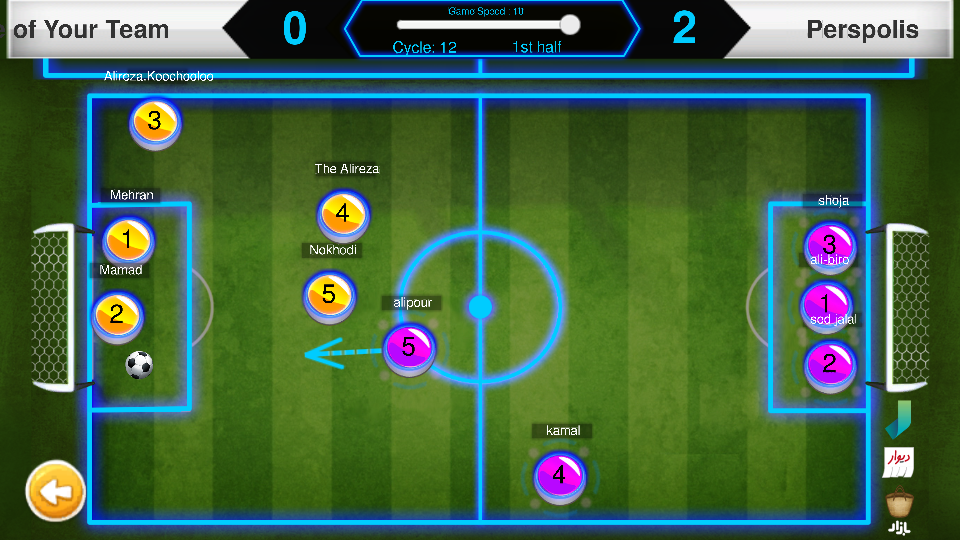 of Your Team
0
Game Speed : 10
Cycle: 12
1st half
2
Perspolis
Alireza.Koochooloo
3
The Alireza
4
Mehran
1
shoja
3
Nokhodi
5
Mamad
2
ali-biro
1
alipour
5
sed jalal
2
kamal
4
دیوار
بازار